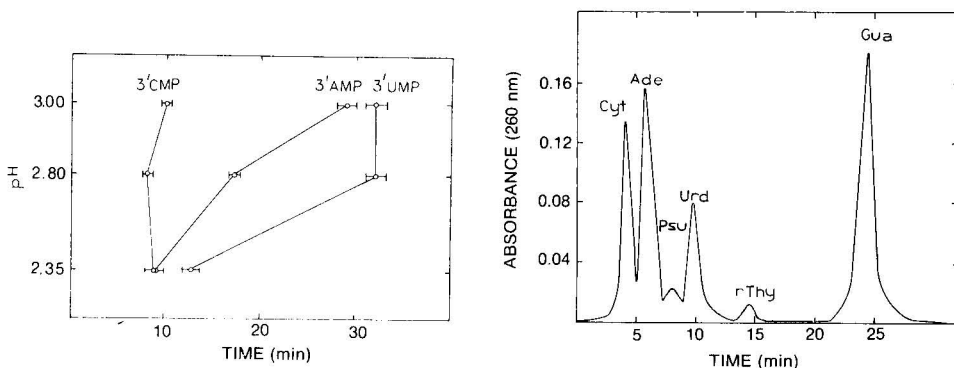 3'CMP 3'AMP 3'UMP
3.00
2.80
2.35
pH
10 20 30
TIME (min)
Gua
0.16
Ade
Cyt
0.12
0.08
Urd
Psu
0.04
rThy
ABSORBANCE (260 nm)
5 10 15 20 25
TIME (min)